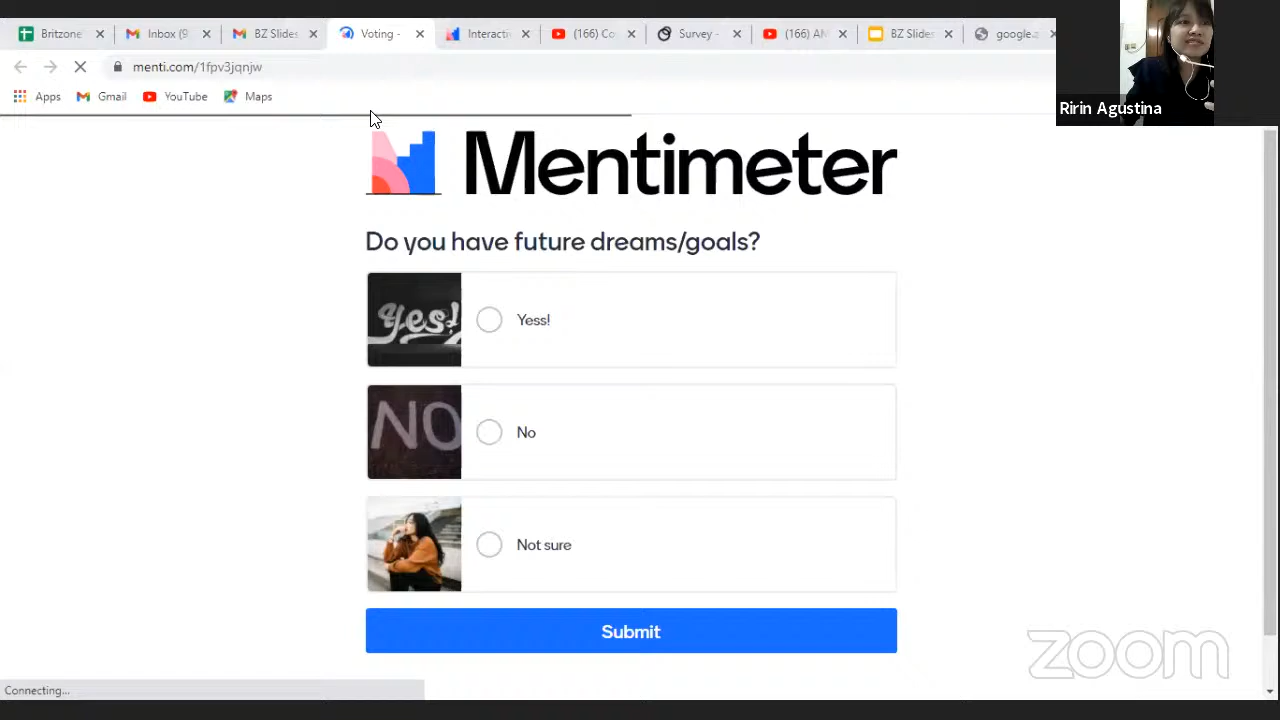 Britzone
Inbox (9
BZ Slides
Voting -
Interacti
(166) Co
Survey -
(166) AN
BZ Slides
google.
menti.com/1fpv3jqnjw
Apps
Gmail
YouTube
Maps
Ririn Agustina
Mentimeter
Do you have future dreams/goals?
Yes!
Yess!
NO
No
Not sure
Submit
zoom
Connecting...